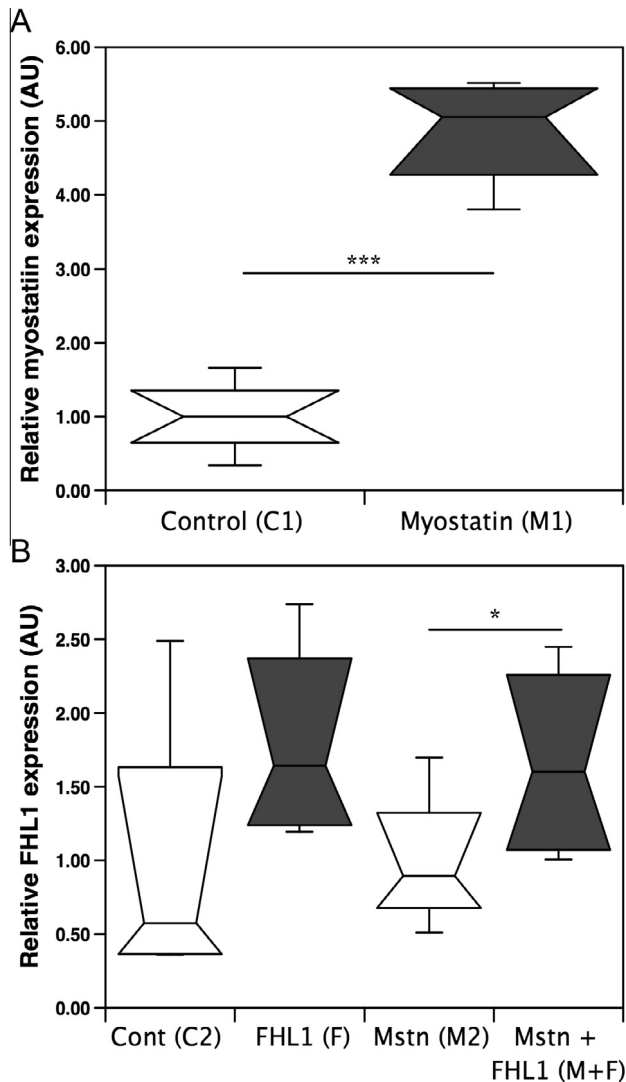 A
Relative myostatiin expression (AU)
6.00
5.00
4.00
3.00
2.00
1.00
0.00
***
Control (C1)
Myostatin (M1)
B
Relative FHL1 expression (AU)
3.00
2.50
2.00
1.50
1.00
0.50
0.00
*
Cont (C2)
FHL1 (F)
Mstn (M2)
Mstn +
FHL1 (M+F)